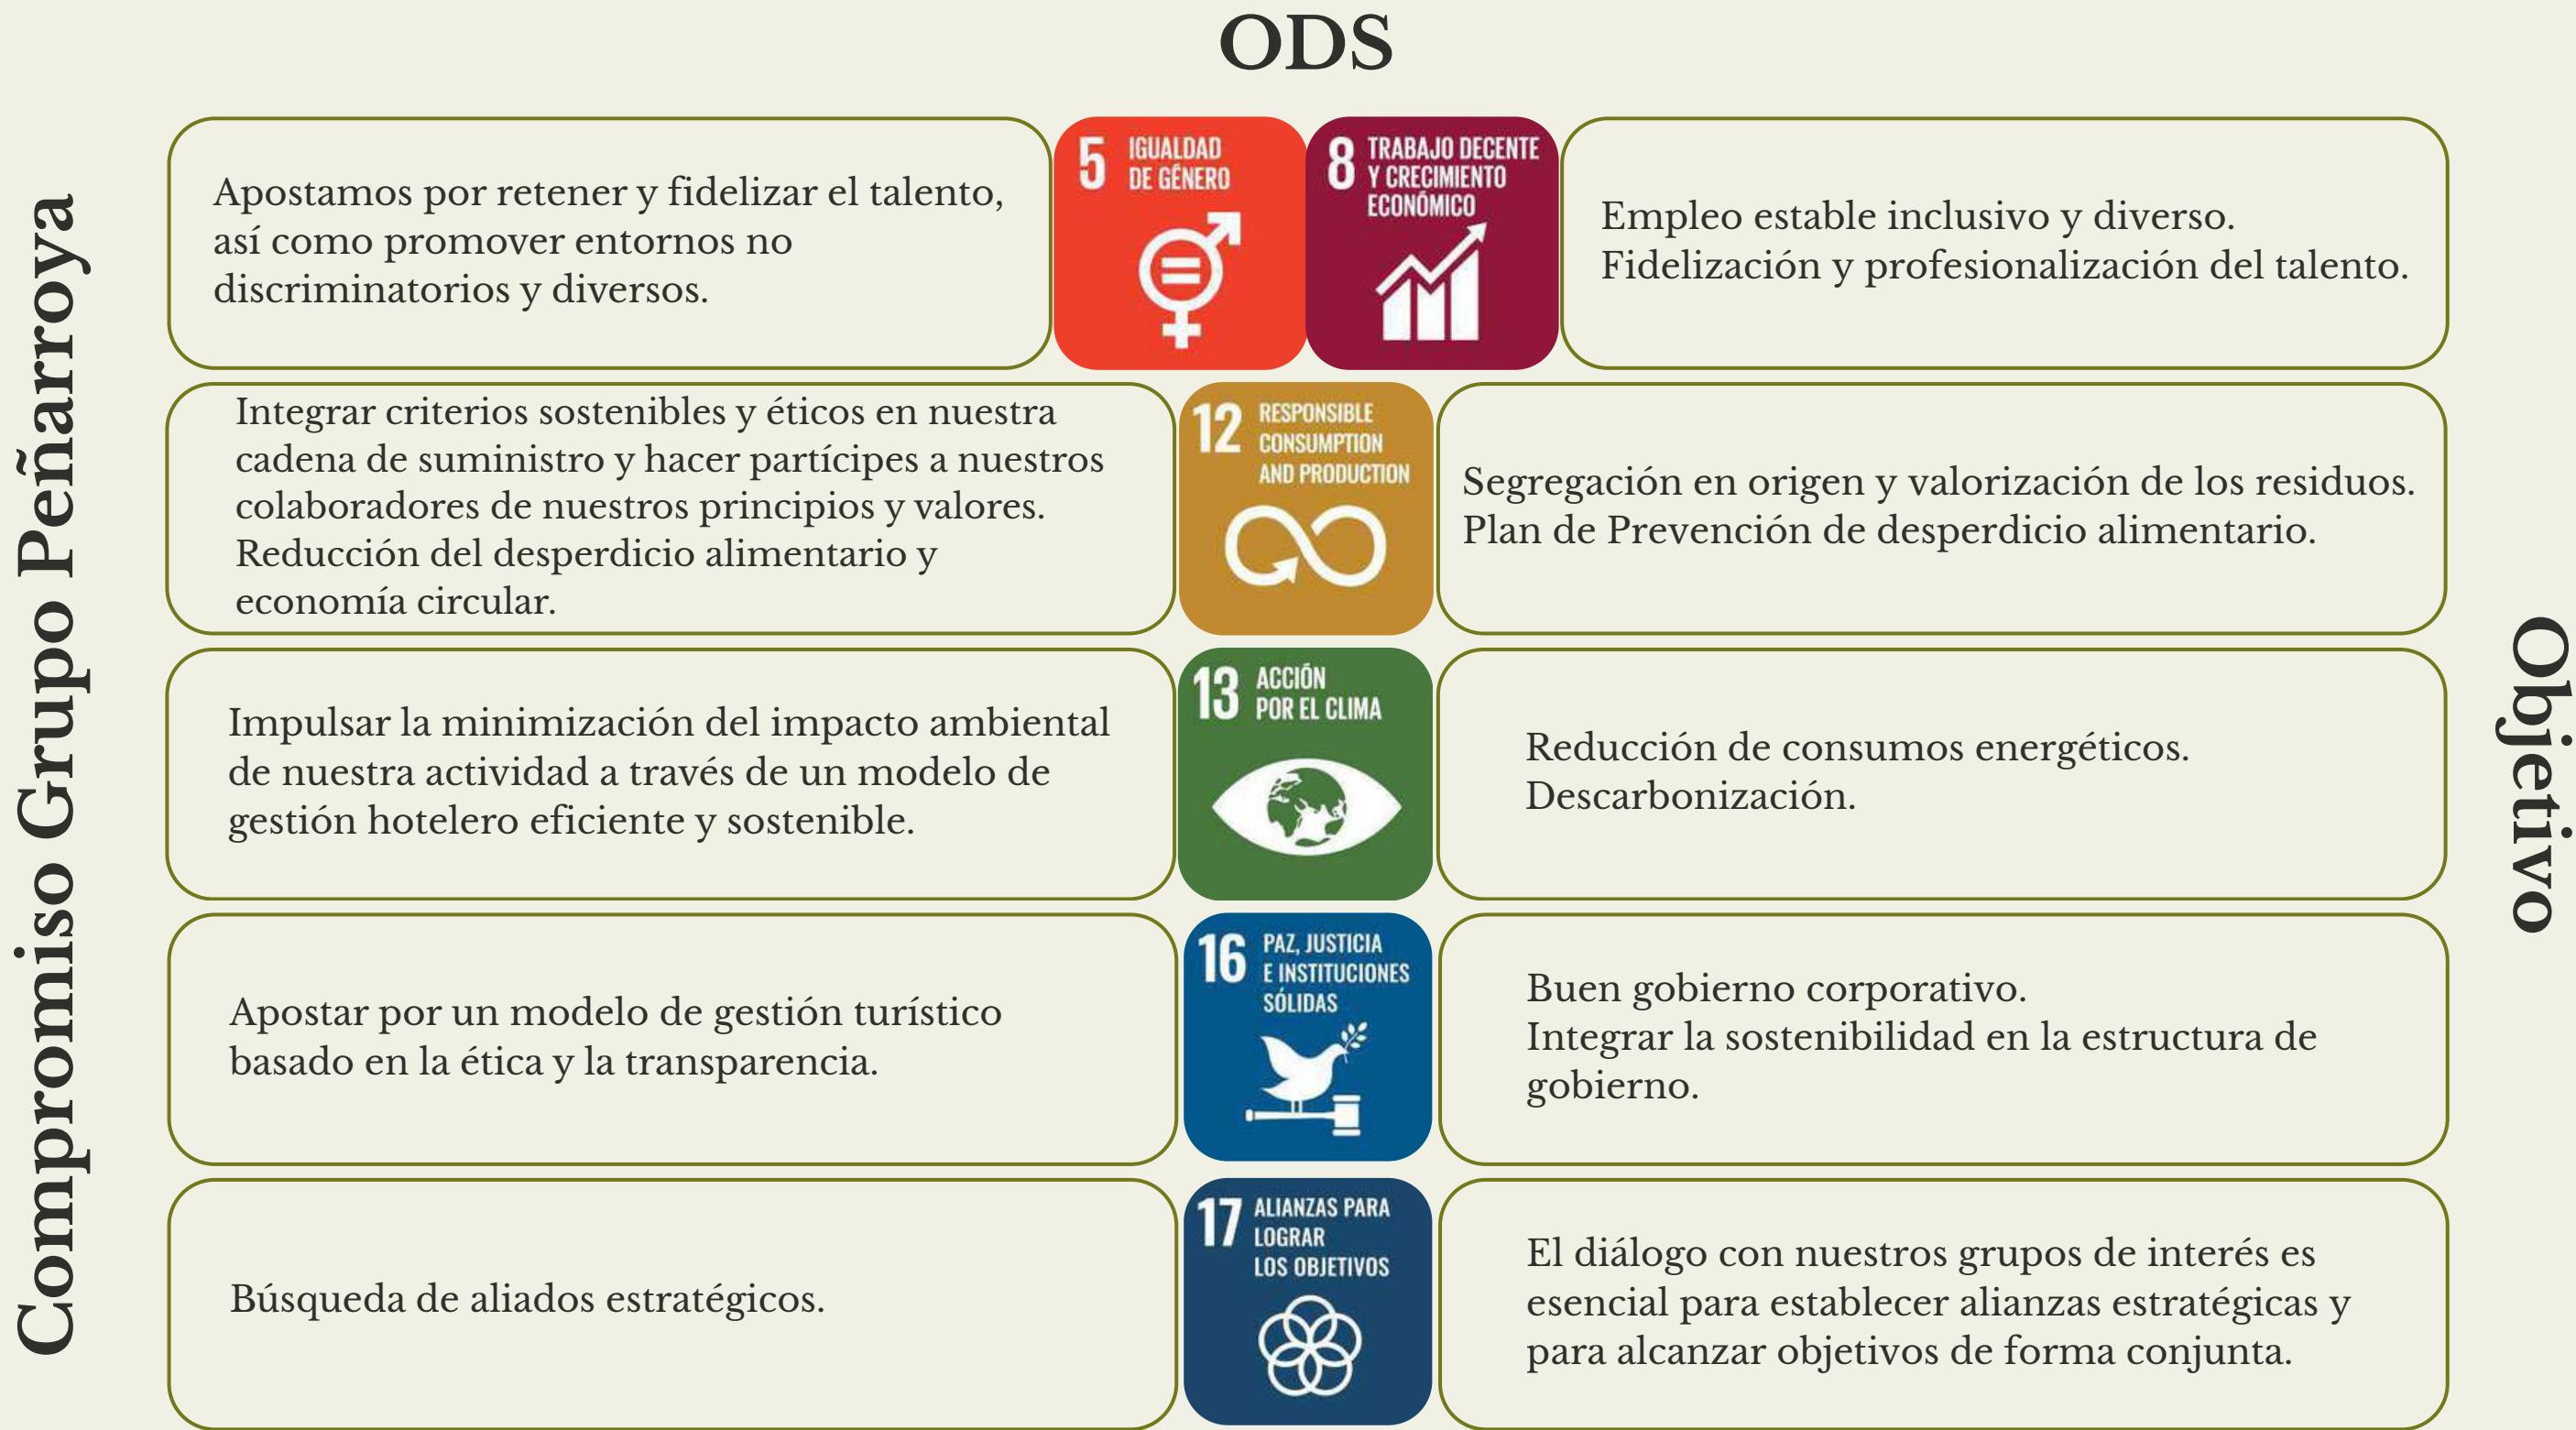 ODS
Compromiso Grupo Peñarroya
Objetivo
Apostamos por retener y fidelizar el talento,
así como promover entornos no
discriminatorios y diversos.
5 IGUALDAD
DE GÉNERO
8 TRABAJO DECENTE
Y CRECIMIENTO
ECONÓMICO
Empleo estable inclusivo y diverso.
Fidelización y profesionalización del talento.
Integrar criterios sostenibles y éticos en nuestra
cadena de suministro y hacer partícipes a nuestros
colaboradores de nuestros principios y valores.
Reducción del desperdicio alimentario y
economía circular.
12 RESPONSIBLE
CONSUMPTION
AND PRODUCTION
Segregación en origen y valorización de los residuos.
Plan de Prevención de desperdicio alimentario.
Impulsar la minimización del impacto ambiental
de nuestra actividad a través de un modelo de
gestión hotelero eficiente y sostenible.
13 ACCIÓN
POR EL CLIMA
Reducción de consumos energéticos.
Descarbonización.
Apostar por un modelo de gestión turístico
basado en la ética y la transparencia.
16 PAZ, JUSTICIA
E INSTITUCIONES
SÓLIDAS
Buen gobierno corporativo.
Integrar la sostenibilidad en la estructura de
gobierno.
Búsqueda de aliados estratégicos.
17 ALIANZAS PARA
LOGRAR
LOS OBJETIVOS
El diálogo con nuestros grupos de interés es
esencial para establecer alianzas estratégicas y
para alcanzar objetivos de forma conjunta.